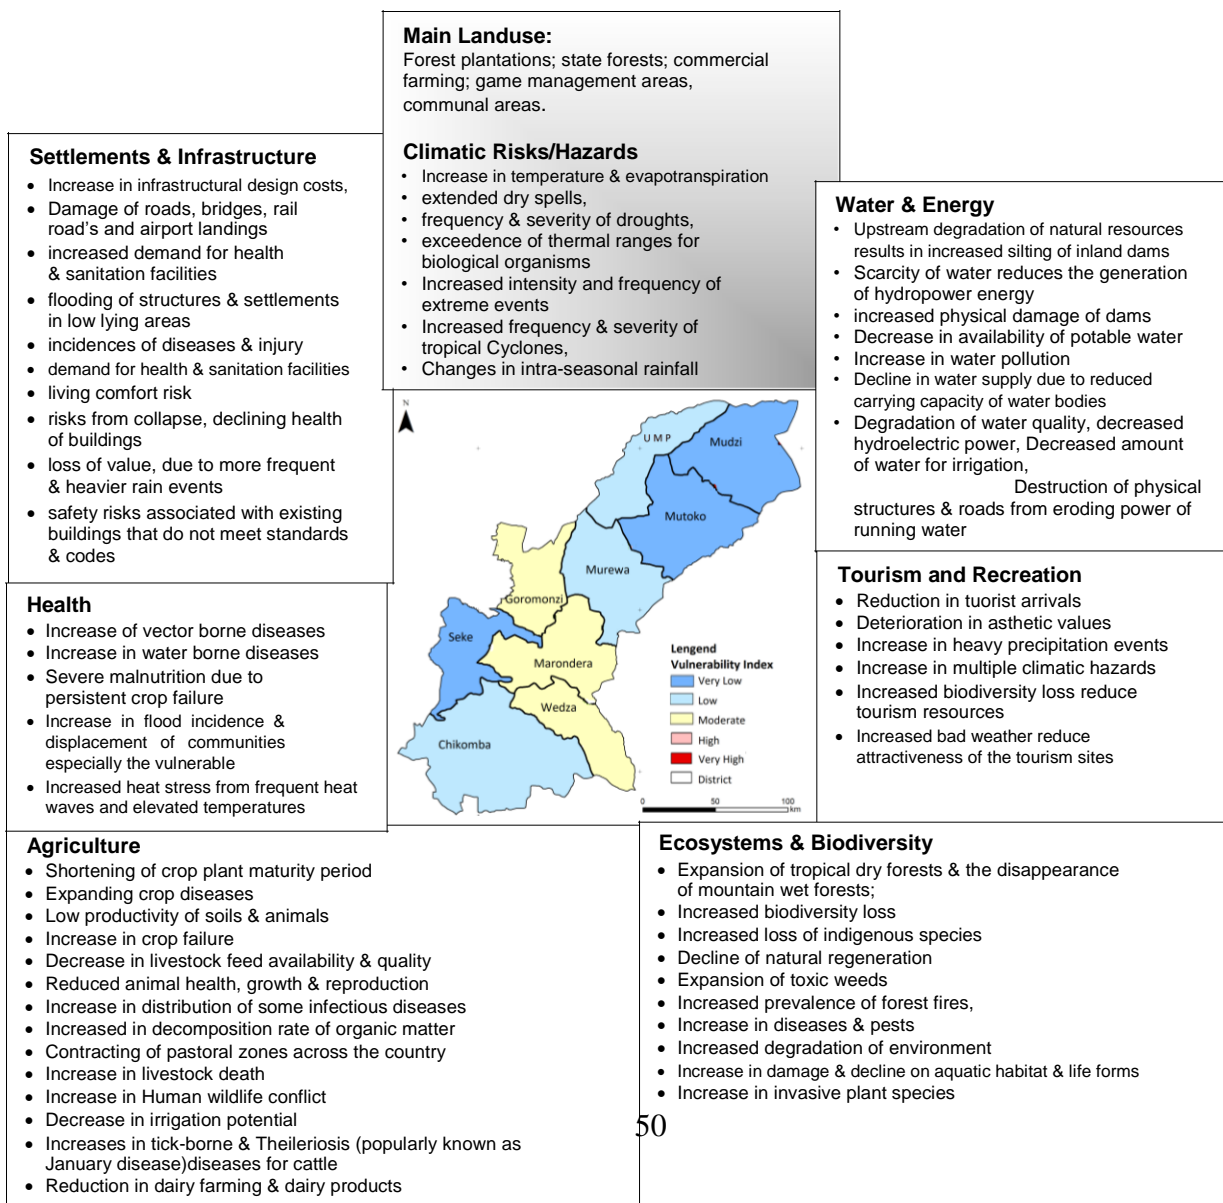 Main Landuse:
Forest plantations; state forests; commercial
farming; game management areas,
communal areas.
Climatic Risks/Hazards
• Increase in temperature & evapotranspiration
• extended dry spells,
• frequency & severity of droughts,
• exceedence of thermal ranges for
biological organisms
• Increased intensity and frequency of
extreme events
• Increased frequency & severity of
tropical Cyclones,
• Changes in intra-seasonal rainfall
Settlements & Infrastructure
• Increase in infrastructural design costs,
• Damage of roads, bridges, rail
road's and airport landings
• increased demand for health
& sanitation facilities
• flooding of structures & settlements
in low lying areas
• incidences of diseases & injury
• demand for health & sanitation facilities
• living comfort risk
• risks from collapse, declining health
of buildings
• loss of value, due to more frequent
& heavier rain events
• safety risks associated with existing
buildings that do not meet standards
& codes
Water & Energy
• Upstream degradation of natural resources
results in increased silting of inland dams
• Scarcity of water reduces the generation
of hydropower energy
• increased physical damage of dams
• Decrease in availability of potable water
• Increase in water pollution
• Decline in water supply due to reduced
carrying capacity of water bodies
• Degradation of water quality, decreased
hydroelectric power, Decreased amount
of water for irrigation,
Destruction of physical
structures & roads from eroding power of
running water
N
U M P
Mudzi
Mutoko
Murewa
Goromonzi
Seke
Marondera
Wedza
Chikomba
Lengend
Vulnerability Index
Very Low
Low
Moderate
High
Very High
District
0 50 100
km
Health
• Increase of vector borne diseases
• Increase in water borne diseases
• Severe malnutrition due to
persistent crop failure
• Increase in flood incidence &
displacement of communities
especially the vulnerable
• Increased heat stress from frequent heat
waves and elevated temperatures
Tourism and Recreation
• Reduction in tuorist arrivals
• Deterioration in asthetic values
• Increase in heavy precipitation events
• Increase in multiple climatic hazards
• Increased biodiversity loss reduce
tourism resources
• Increased bad weather reduce
attractiveness of the tourism sites
Agriculture
• Shortening of crop plant maturity period
• Expanding crop diseases
• Low productivity of soils & animals
• Increase in crop failure
• Decrease in livestock feed availability & quality
• Reduced animal health, growth & reproduction
• Increase in distribution of some infectious diseases
• Increased in decomposition rate of organic matter
• Contracting of pastoral zones across the country
• Increase in livestock death
• Increase in Human wildlife conflict
• Decrease in irrigation potential
• Increases in tick-borne & Theileriosis (popularly known as
January disease)diseases for cattle
• Reduction in dairy farming & dairy products
Ecosystems & Biodiversity
• Expansion of tropical dry forests & the disappearance
of mountain wet forests;
• Increased biodiversity loss
• Increased loss of indigenous species
• Decline of natural regeneration
• Expansion of toxic weeds
• Increased prevalence of forest fires,
• Increase in diseases & pests
• Increased degradation of environment
• Increase in damage & decline on aquatic habitat & life forms
• Increase in invasive plant species
50